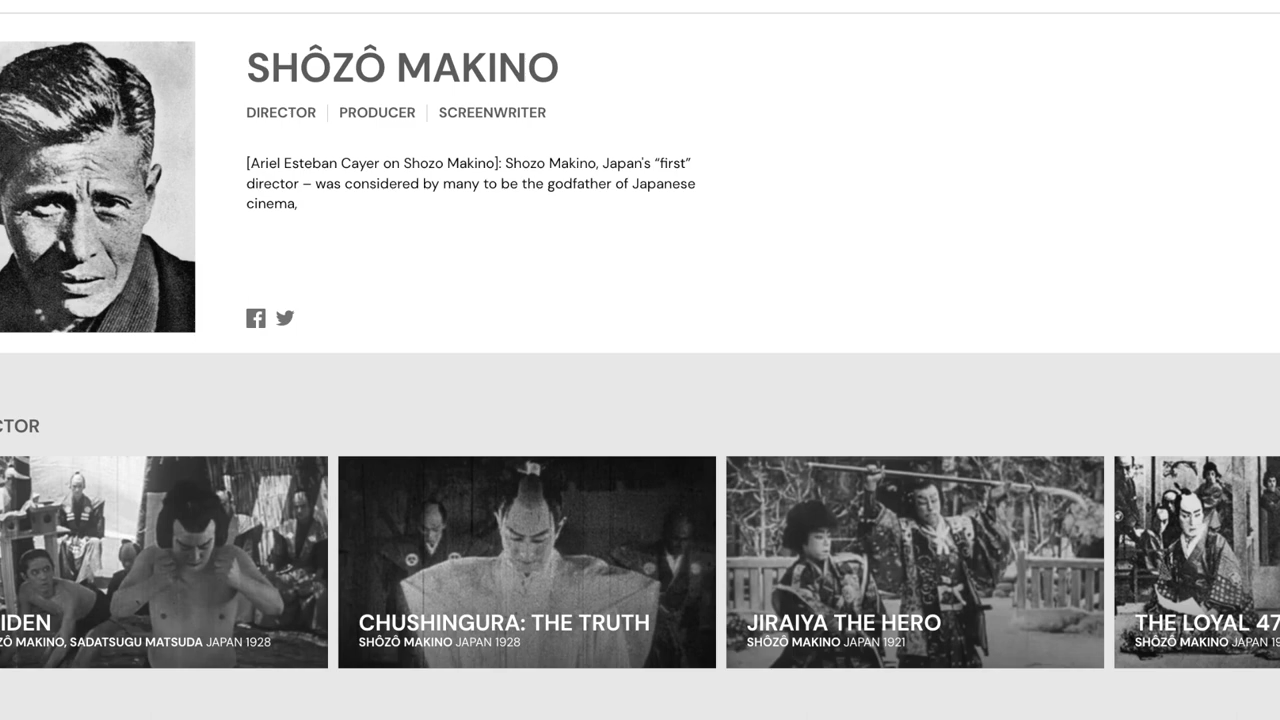 SHÔZÔ MAKINO
DIRECTOR PRODUCER SCREENWRITER
[Ariel Esteban Cayer on Shozo Makino]: Shozo Makino, Japan's “first”
director – was considered by many to be the godfather of Japanese
cinema,
CTOR
IDEN
ZÔ MAKINO, SADATSUGU MATSUDA JAPAN 1928
CHUSHINGURA: THE TRUTH
SHÔZÔ MAKINO JAPAN 1928
JIRAIYA THE HERO
SHÔZÔ MAKINO JAPAN 1921
THE LOYAL 47
SHÔZÔ MAKINO JAPAN 19